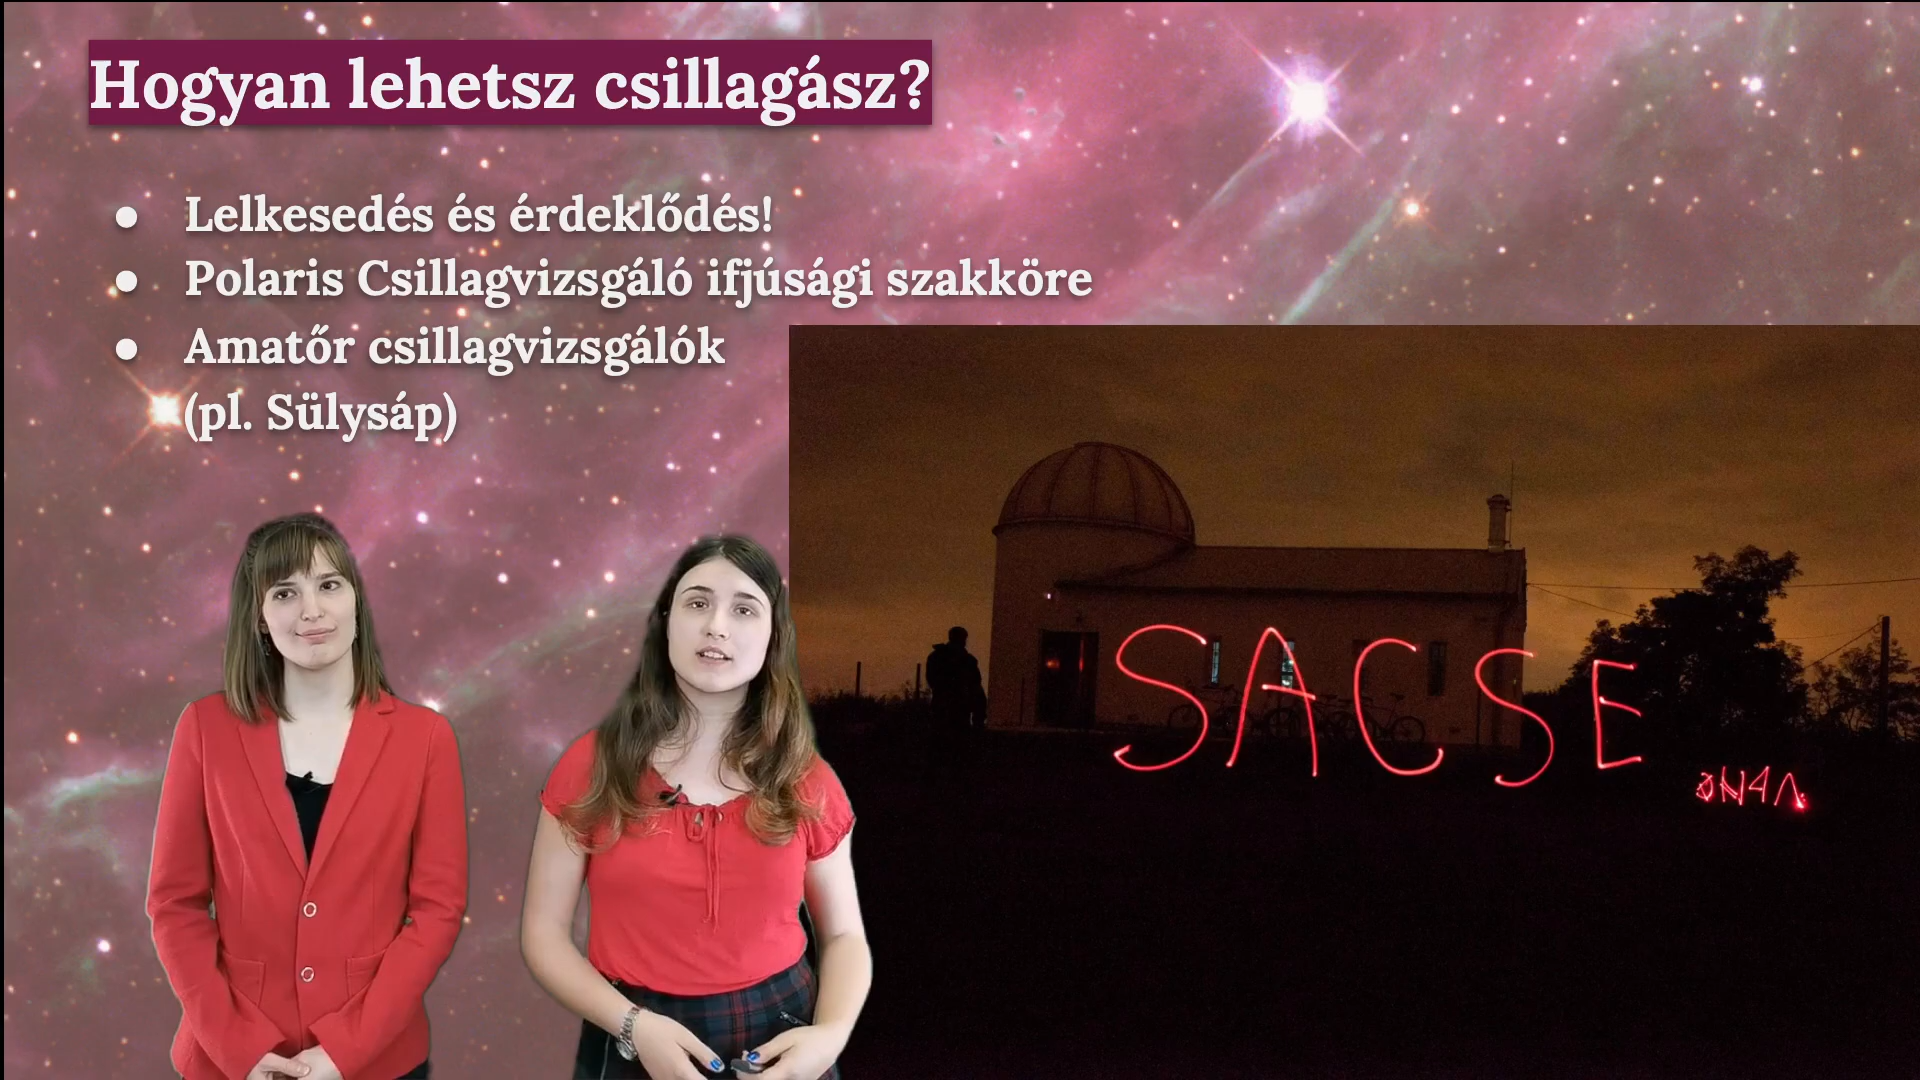 Hogyan lehetsz csillagász?
● Lelkesedés és érdeklődés!
● Polaris Csillagvizsgáló ifjúsági szakköre
● Amatőr csillagvizsgálók
(pl. Sülysáp)
SACSE